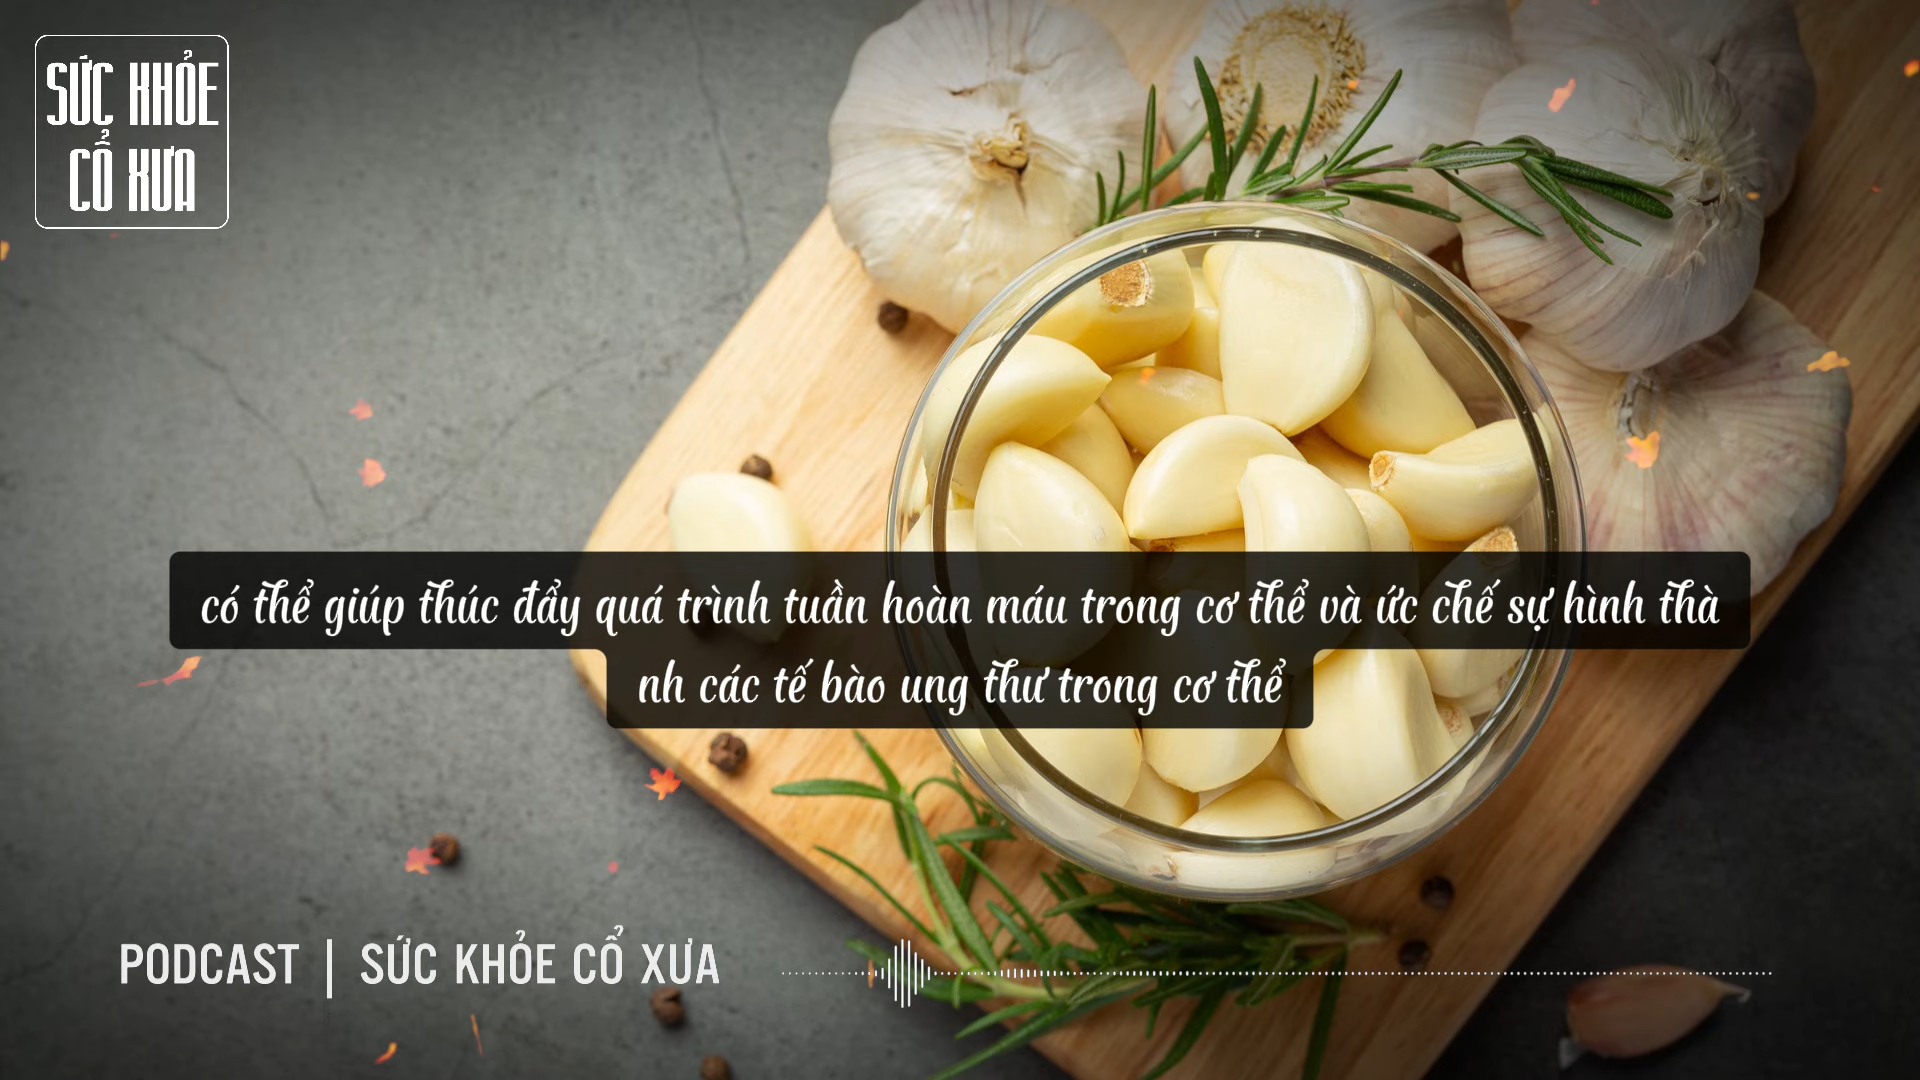 SỨC KHỎE
CỔ XƯA
có thể giúp thúc đẩy quá trình tuần hoàn máu trong cơ thể và ức chế sự hình thà
nh các tế bào ung thư trong cơ thể
PODCAST | SỨC KHỎE CỔ XƯA